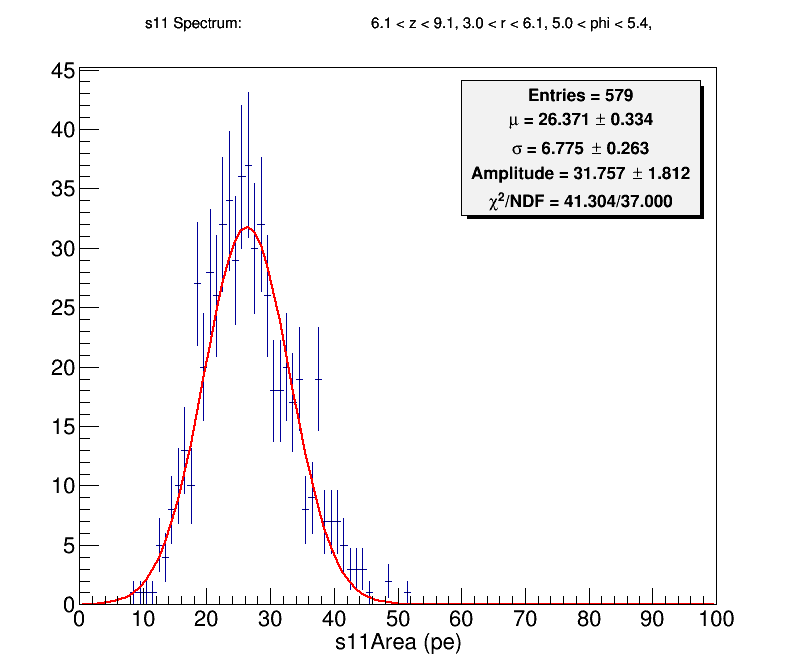 s11 Spectrum: 6.1 < z < 9.1, 3.0 < r < 6.1, 5.0 < phi < 5.4,
Entries = 579
μ = 26.371 ± 0.334
σ = 6.775 ± 0.263
Amplitude = 31.757 ± 1.812
χ²/NDF = 41.304/37.000
45
40
35
30
25
20
15
10
5
0
0 10 20 30 40 50 60 70 80 90 100
s11Area (pe)